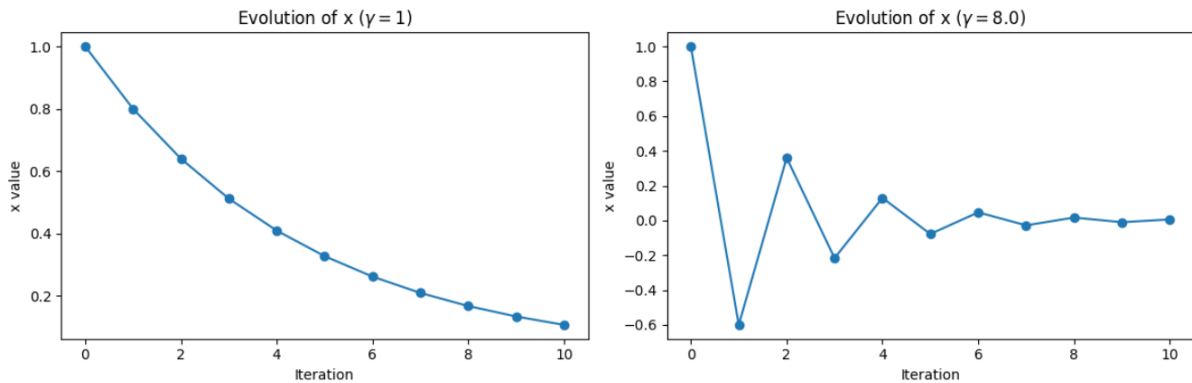 Evolution of x (γ = 1)
1.0
0.8
0.6
0.4
0.2
x value
0 2 4 6 8 10
Iteration
Evolution of x (γ = 8.0)
1.0
0.8
0.6
0.4
0.2
0.0
−0.2
−0.4
−0.6
x value
0 2 4 6 8 10
Iteration